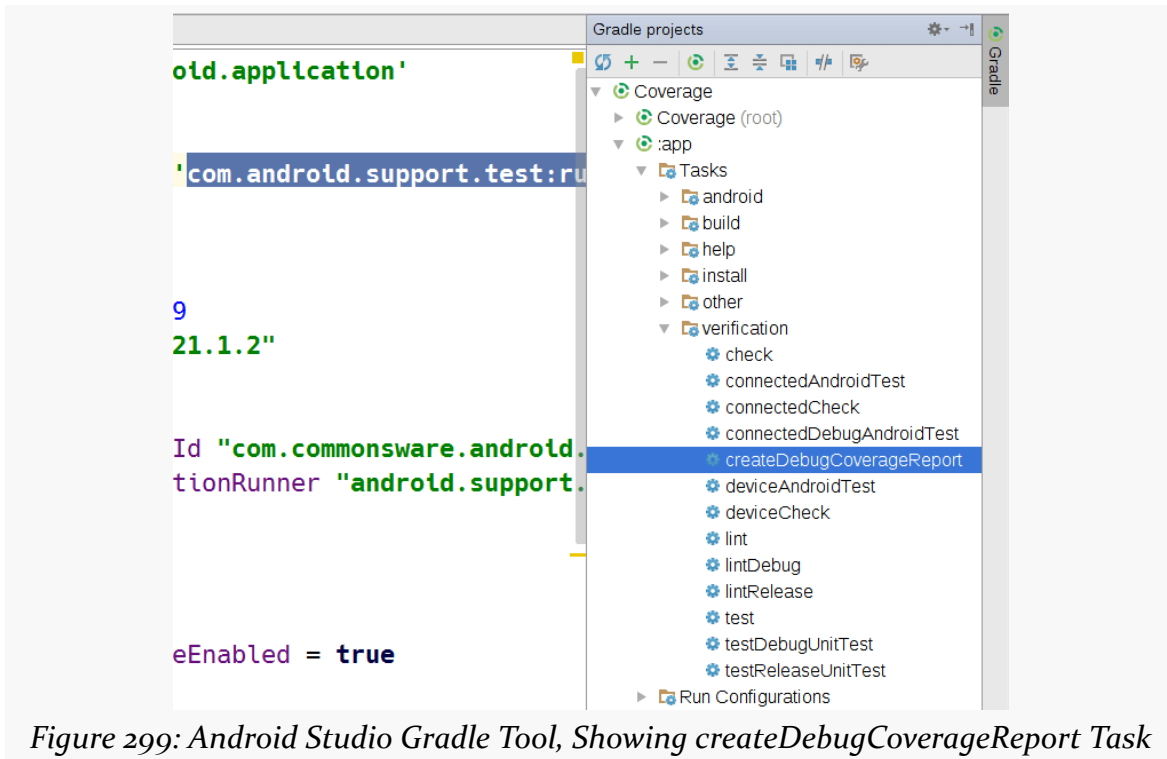 Gradle projects
Gradle
oid.application'
'com.android.support.test:ru
9
21.1.2"
Id "com.commonsware.android.
tionRunner "android.support.
eEnabled = true
Coverage
Coverage (root)
:app
Tasks
android
build
help
install
other
verification
check
connectedAndroidTest
connectedCheck
connectedDebugAndroidTest
createDebugCoverageReport
deviceAndroidTest
deviceCheck
lint
lintDebug
lintRelease
test
testDebugUnitTest
testReleaseUnitTest
Run Configurations
Figure 299: Android Studio Gradle Tool, Showing createDebugCoverageReport Task